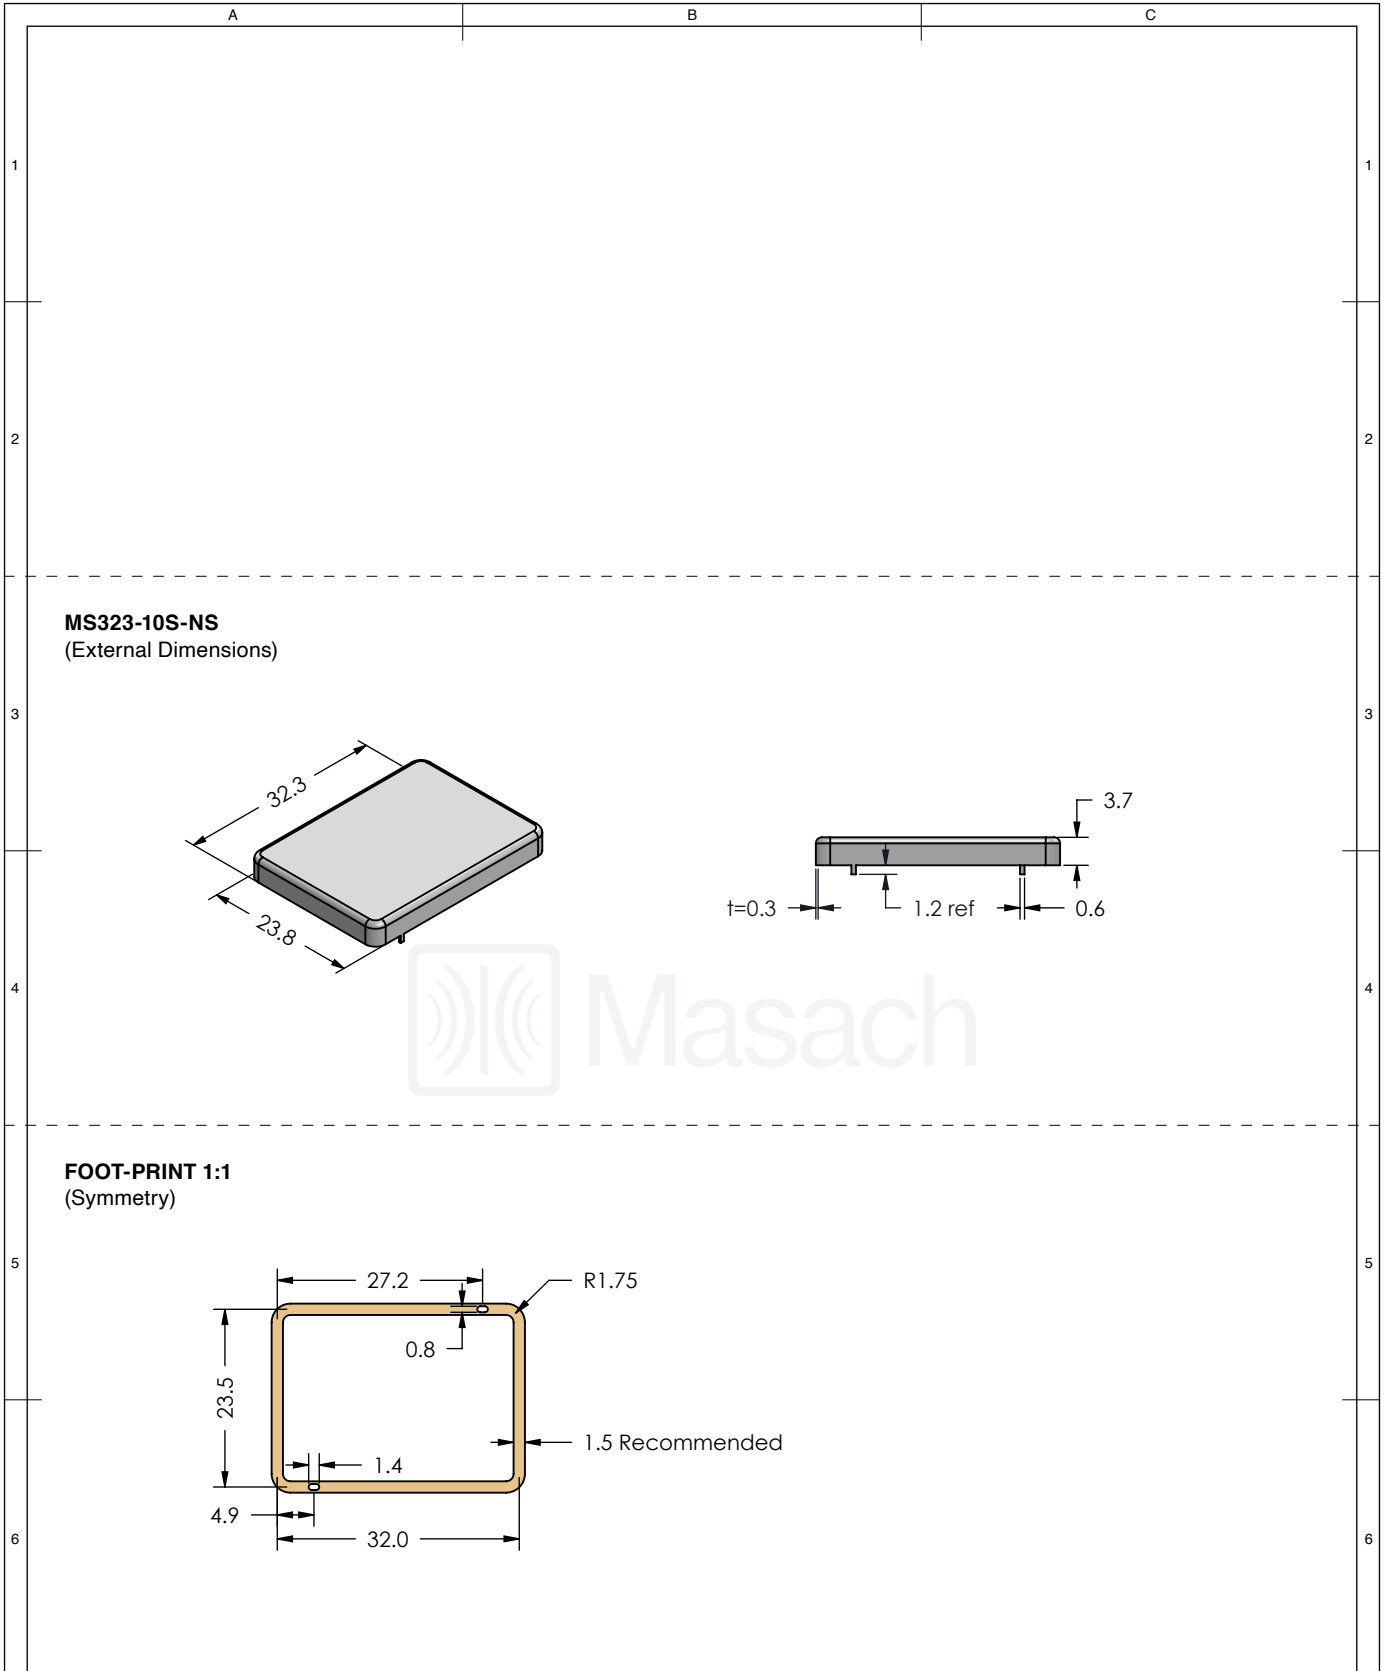 A B C
1 1
2 2
MS323-10S-NS
(External Dimensions)
3 3
32.3
3.7
23.8
t=0.3 1.2 ref 0.6
4 4
Masach
FOOT-PRINT 1:1
(Symmetry)
5 5
27.2 R1.75
0.8
23.5
1.5 Recommended
1.4
4.9
32.0
6 6